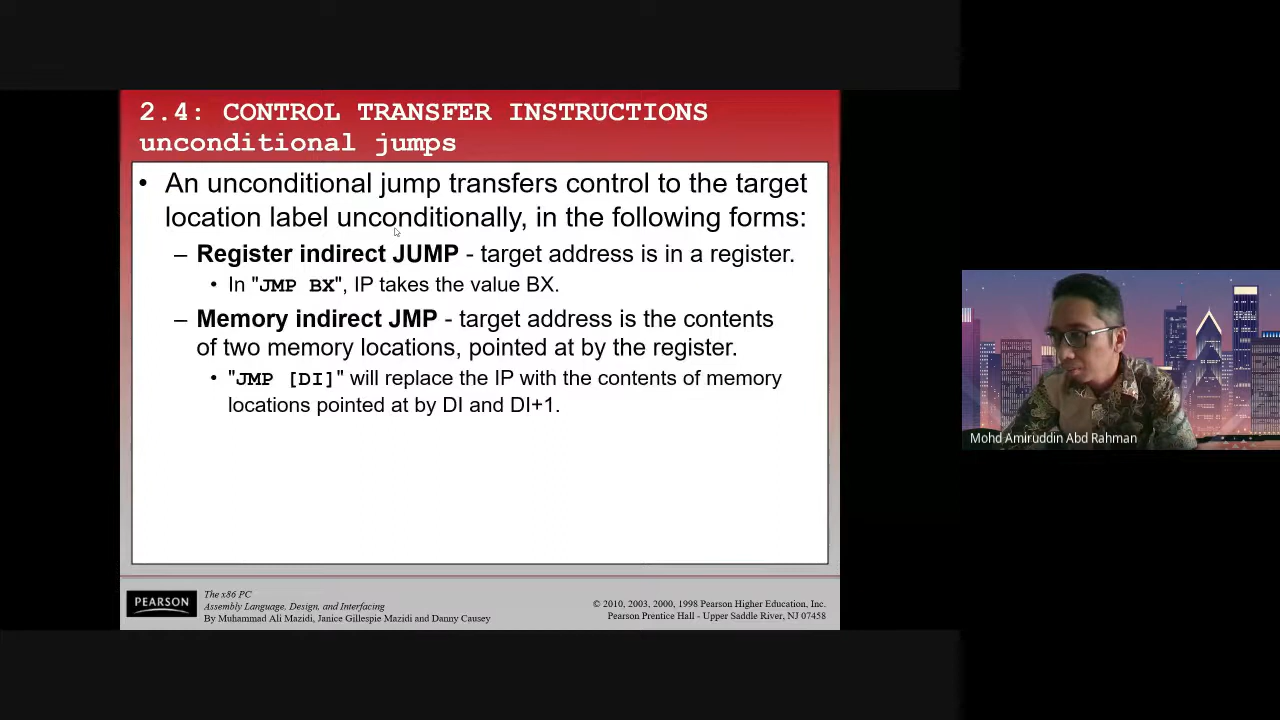 2.4: CONTROL TRANSFER INSTRUCTIONS
unconditional jumps
• An unconditional jump transfers control to the target
location label unconditionally, in the following forms:
– Register indirect JUMP - target address is in a register.
• In "JMP BX", IP takes the value BX.
– Memory indirect JMP - target address is the contents
of two memory locations, pointed at by the register.
• "JMP [DI]" will replace the IP with the contents of memory
locations pointed at by DI and DI+1.
Mohd Amiruddin Abd Rahman
PEARSON
The x86 PC
Assembly Language, Design, and Interfacing
By Muhammad Ali Mazidi, Janice Gillespie Mazidi and Danny Causey
© 2010, 2003, 2000, 1998 Pearson Higher Education, Inc.
Pearson Prentice Hall - Upper Saddle River, NJ 07458